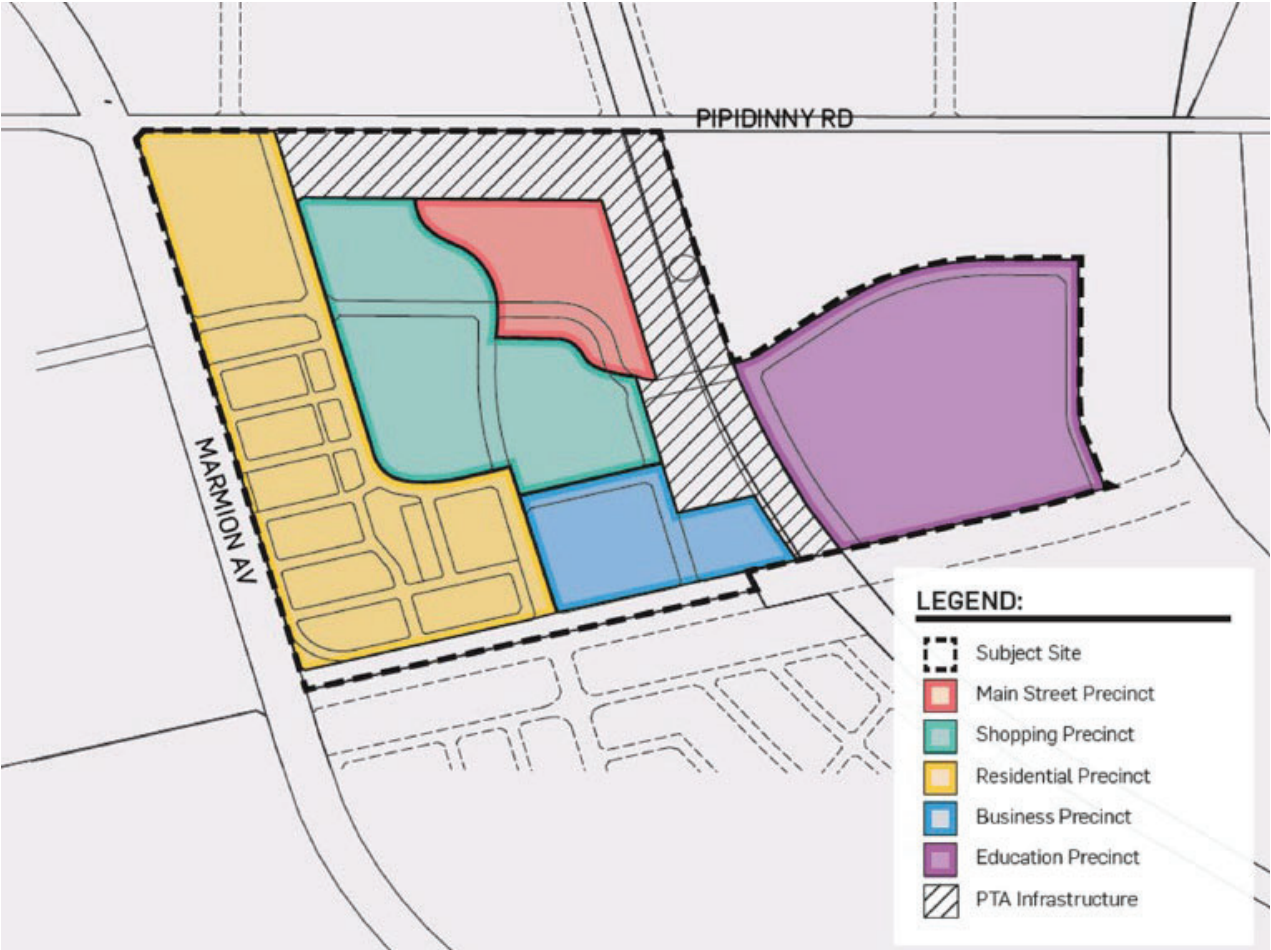 PIPIDINNY RD
MARMION AV
LEGEND:
Subject Site
Main Street Precinct
Shopping Precinct
Residential Precinct
Business Precinct
Education Precinct
PTA Infrastructure